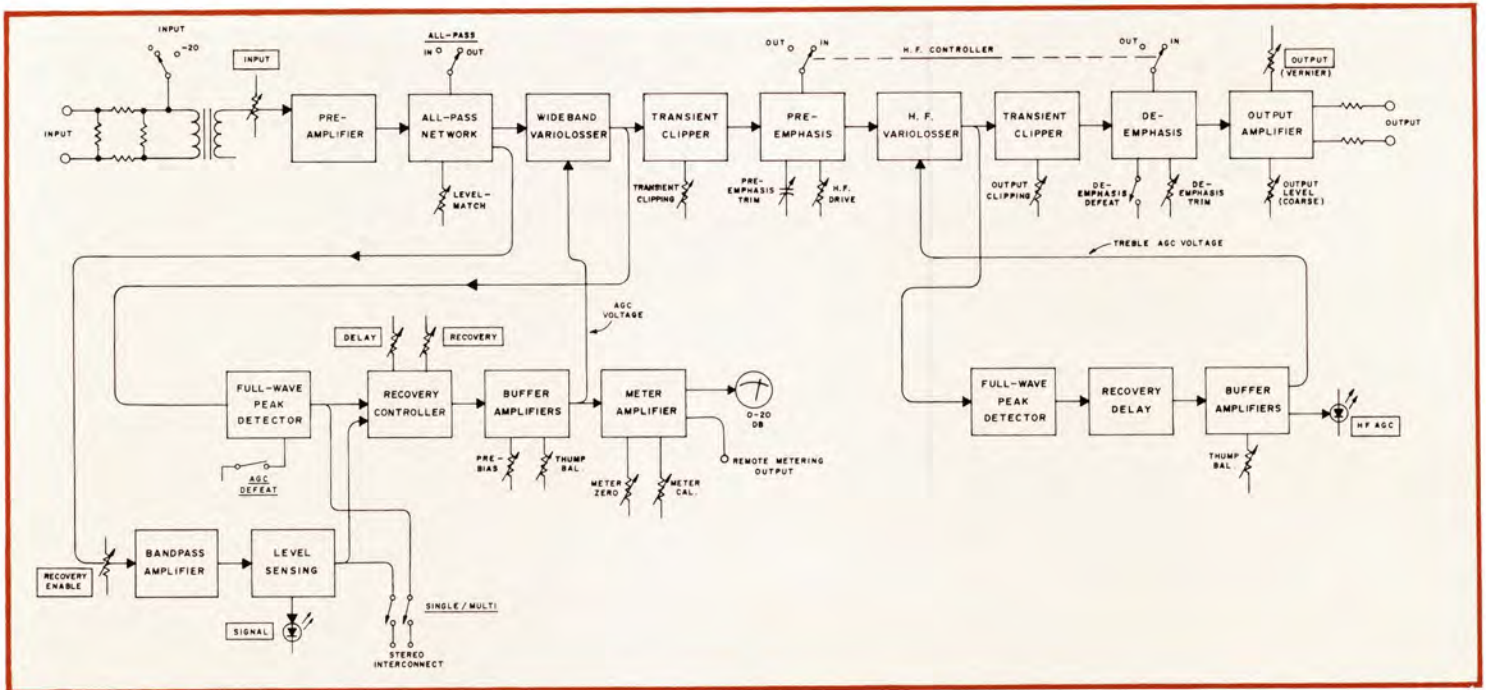 INPUT
-20
INPUT
INPUT
PRE-
AMPLIFIER
ALL-PASS
IN
OUT
ALL-PASS
NETWORK
LEVEL-
MATCH
WIDEBAND
VARIOLOSSER
TRANSIENT
CLIPPER
TRANSIENT
CLIPPING
OUT
IN
H.F. CONTROLLER
PRE-
EMPHASIS
PRE-
EMPHASIS
TRIM
H.F.
DRIVE
H. F.
VARIOLOSSER
TRANSIENT
CLIPPER
OUTPUT
CLIPPING
OUT
IN
DE-
EMPHASIS
DE-
EMPHASIS
DEFEAT
DE-
EMPHASIS
TRIM
OUTPUT
(VERNIER)
OUTPUT
AMPLIFIER
OUTPUT
LEVEL
(COARSE)
OUTPUT
TREBLE AGC VOLTAGE
AGC
VOLTAGE
DELAY
RECOVERY
FULL-WAVE
PEAK
DETECTOR
AGC
DEFEAT
RECOVERY
CONTROLLER
BUFFER
AMPLIFIERS
PRE-
BIAS
THUMP
BAL.
METER
AMPLIFIER
METER
ZERO
METER
CAL.
0-20
DB
REMOTE METERING
OUTPUT
FULL-WAVE
PEAK
DETECTOR
RECOVERY
DELAY
BUFFER
AMPLIFIERS
THUMP
BAL.
HF AGC
RECOVERY
ENABLE
BANDPASS
AMPLIFIER
LEVEL
SENSING
SIGNAL
SINGLE/MULTI
STEREO
INTERCONNECT